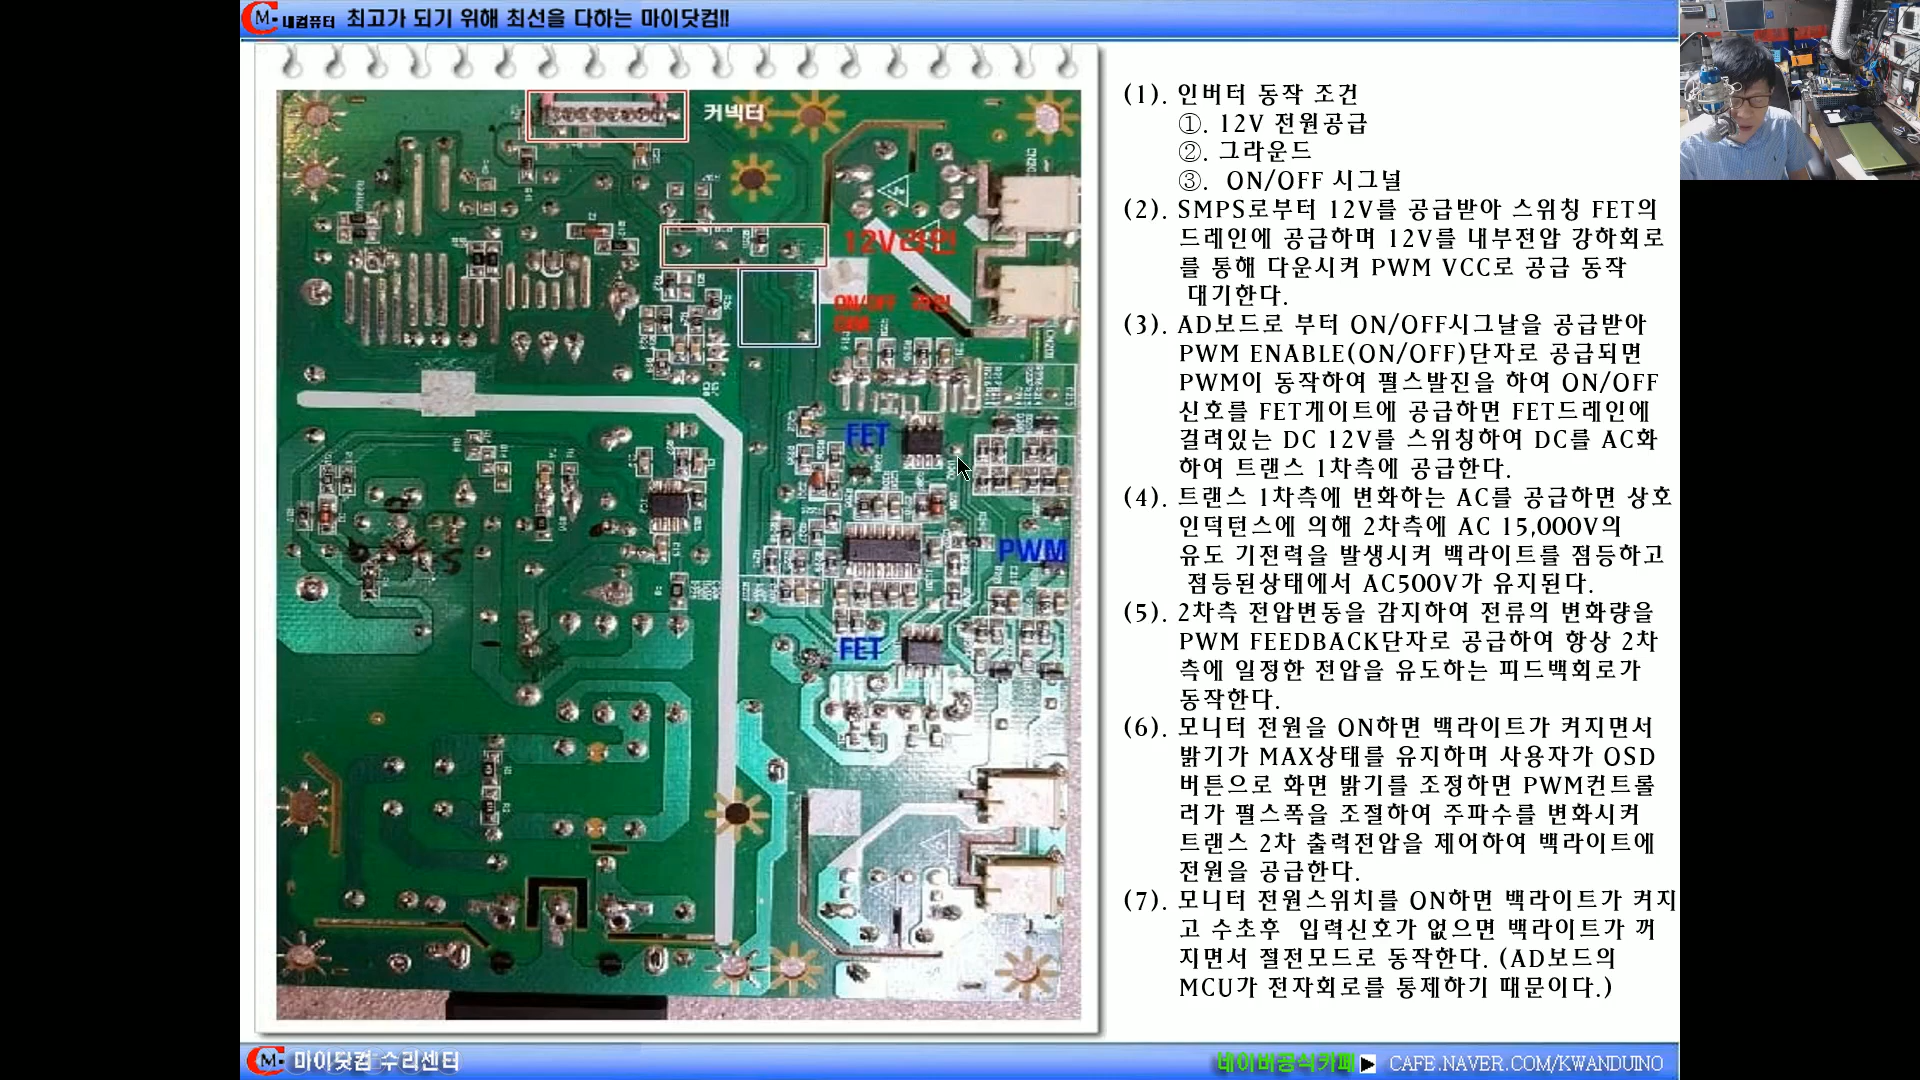 내컴퓨터 최고가 되기 위해 최선을 다하는 마이닷컴!!
커넥터
12V라인
ON/OFF 라인
DIM
FET
PWM
FET
(1). 인버터 동작 조건
①. 12V 전원공급
②. 그라운드
③. ON/OFF 시그널
(2). SMPS로부터 12V를 공급받아 스위칭 FET의
드레인에 공급하며 12V를 내부전압 강하회로
를 통해 다운시켜 PWM VCC로 공급 동작
대기한다.
(3). AD보드로 부터 ON/OFF시그날을 공급받아
PWM ENABLE(ON/OFF)단자로 공급되면
PWM이 동작하여 펄스발진을 하여 ON/OFF
신호를 FET게이트에 공급하면 FET드레인에
걸려있는 DC 12V를 스위칭하여 DC를 AC화
하여 트랜스 1차측에 공급한다.
(4). 트랜스 1차측에 변화하는 AC를 공급하면 상호
인덕턴스에 의해 2차측에 AC 15,000V의
유도 기전력을 발생시켜 백라이트를 점등하고
점등된상태에서 AC500V가 유지된다.
(5). 2차측 전압변동을 감지하여 전류의 변화량을
PWM FEEDBACK단자로 공급하여 항상 2차
측에 일정한 전압을 유도하는 피드백회로가
동작한다.
(6). 모니터 전원을 ON하면 백라이트가 켜지면서
밝기가 MAX상태를 유지하며 사용자가 OSD
버튼으로 화면 밝기를 조정하면 PWM컨트롤
러가 펄스폭을 조절하여 주파수를 변화시켜
트랜스 2차 출력전압을 제어하여 백라이트에
전원을 공급한다.
(7). 모니터 전원스위치를 ON하면 백라이트가 켜지
고 수초후 입력신호가 없으면 백라이트가 꺼
지면서 절전모드로 동작한다. (AD보드의
MCU가 전자회로를 통제하기 때문이다.)
마이닷컴 수리센터
네이버공식카페 ▶ CAFE.NAVER.COM/KWANDUINO